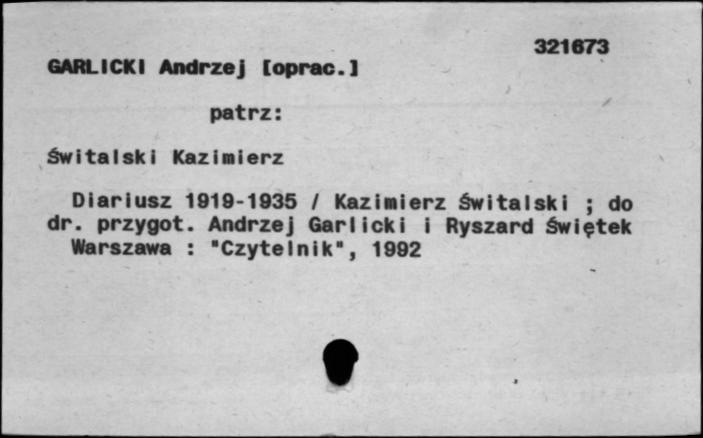 321673
GARLICKI Andrzej [oprac.]
patrz:
Świtalski Kazimierz
Diariusz 1919-1935 / Kazimierz Świtalski ; do
dr. przygot. Andrzej Garlicki i Ryszard Świętek
Warszawa : "Czytelnik", 1992